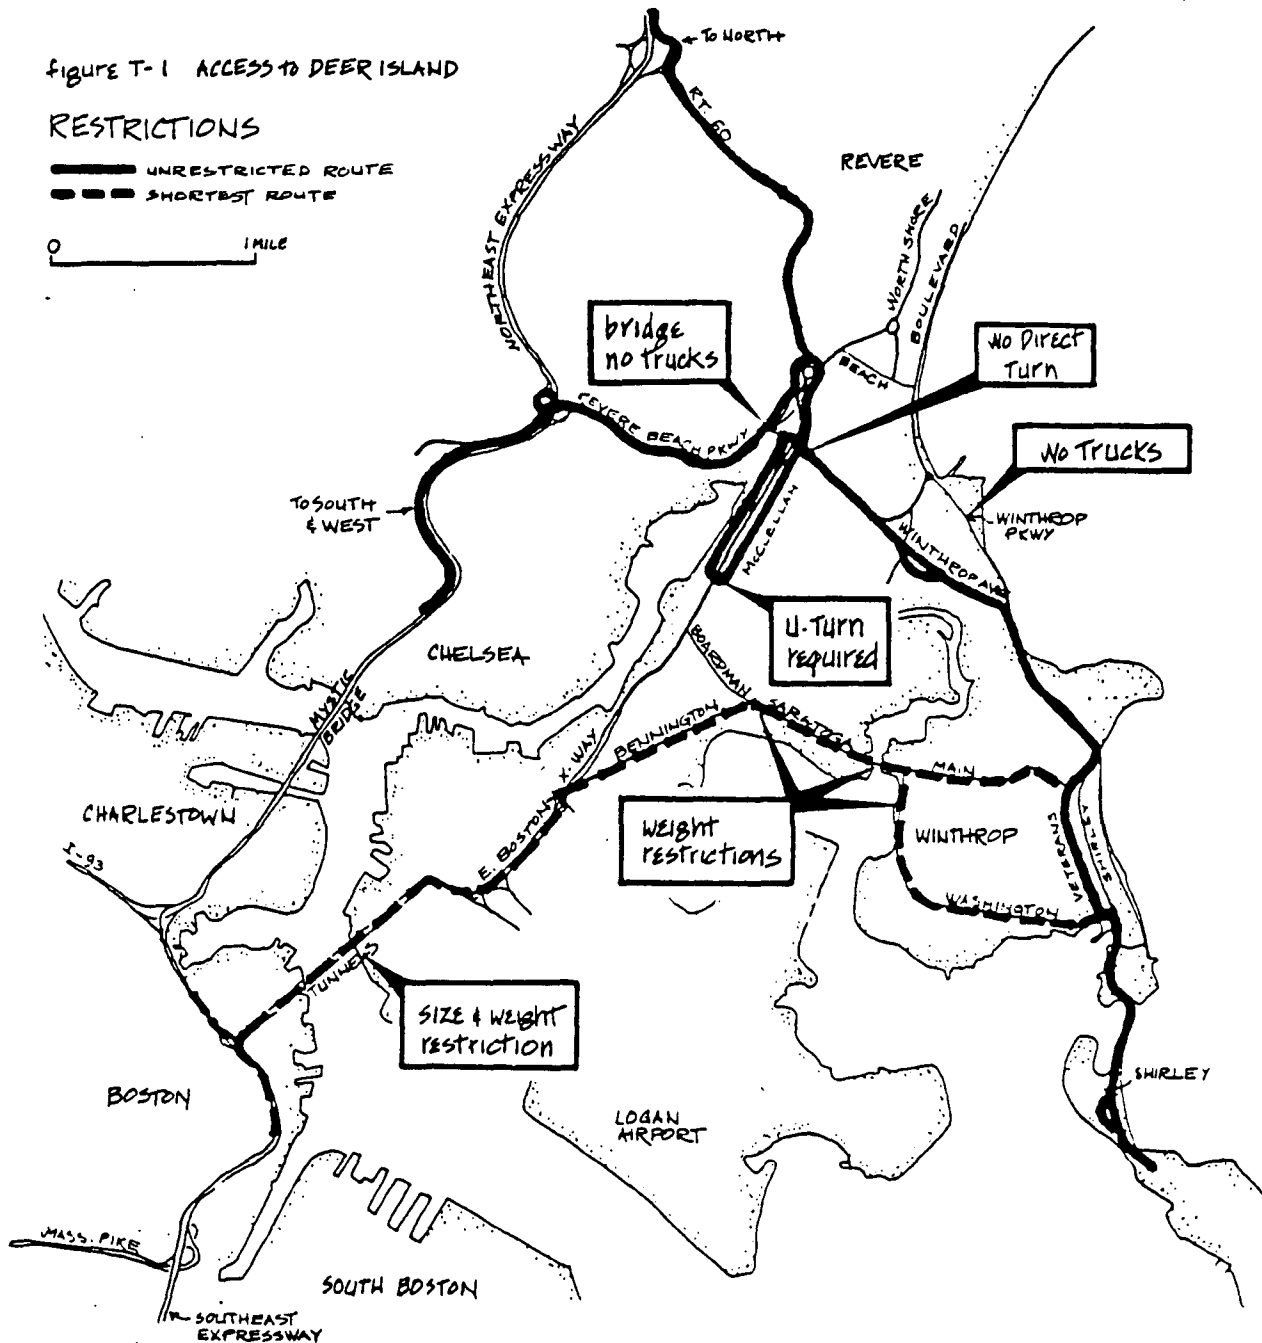 figure T-1 ACCESS to DEER ISLAND
RESTRICTIONS
UNRESTRICTED ROUTE
SHORTEST ROUTE
0 1 MILE
TO NORTH
RT. 60
NORTHEAST EXPRESSWAY
REVERE
NORTH SHORE
BOULEVARD
bridge
no trucks
No Direct
Turn
BEACH
REVERE BEACH PKWY
No Trucks
TO SOUTH
& WEST
McCLELLAN
WINTHROP
PKWY
WINTHROP AVE
U-Turn
required
CHELSEA
BOARDMAN
MYSTIC
BRIDGE
SARATOGA
BENNINGTON
X-WAY
MAIN
CHARLESTOWN
E. BOSTON
weight
restrictions
WINTHROP
VETERANS
SHIRLEY
I-93
WASHINGTON
TUNNELS
SIZE & weight
restriction
BOSTON
SHIRLEY
LOGAN
AIRPORT
MASS. PIKE
SOUTH BOSTON
SOUTHEAST
EXPRESSWAY